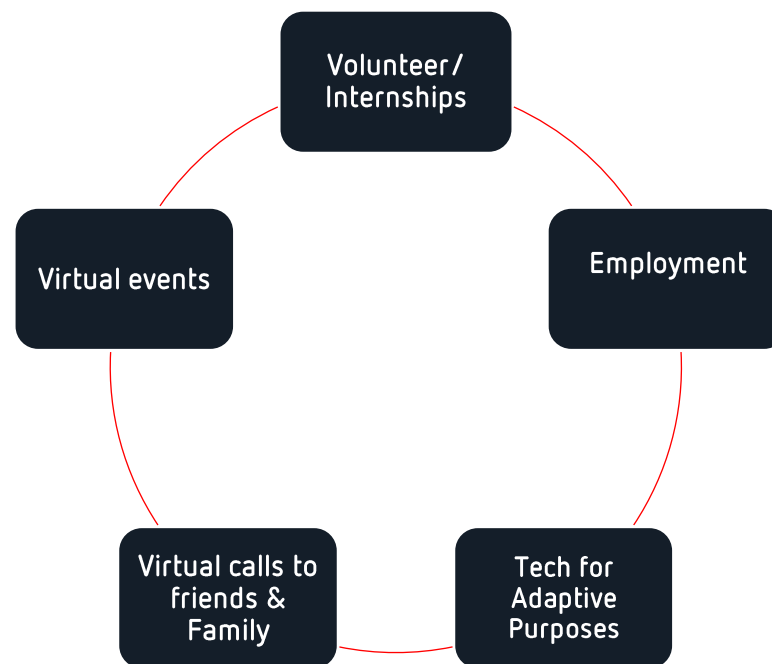 Volunteer/
Internships
Virtual events
Employment
Virtual calls to
friends &
Family
Tech for
Adaptive
Purposes